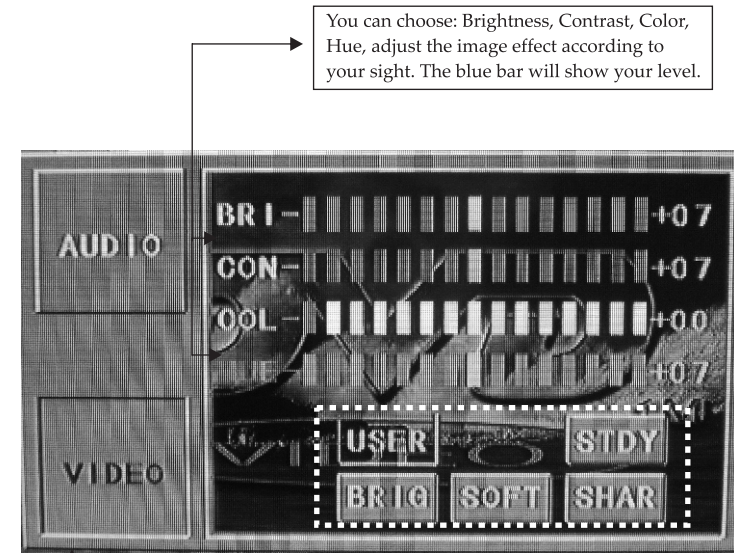 You can choose: Brightness, Contrast, Color,
Hue, adjust the image effect according to
your sight. The blue bar will show your level.
AUDIO
BRI- +07
CON- +07
COL- +00
+07
VIDEO
USER STDY
BRIG SOFT SHAR